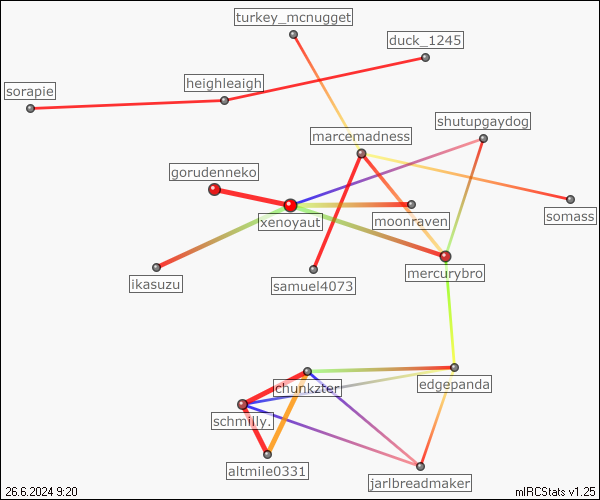 turkey_mcnugget
duck_1245
heighleaigh
sorapie
shutupgaydog
marcemadness
gorudenneko
xenoyaut
moonraven
somass
mercurybro
ikasuzu
samuel4073
chunkzter
edgepanda
schmilly.
altmile0331
jarlbreadmaker
26.6.2024 9:20
mIRCStats v1.25